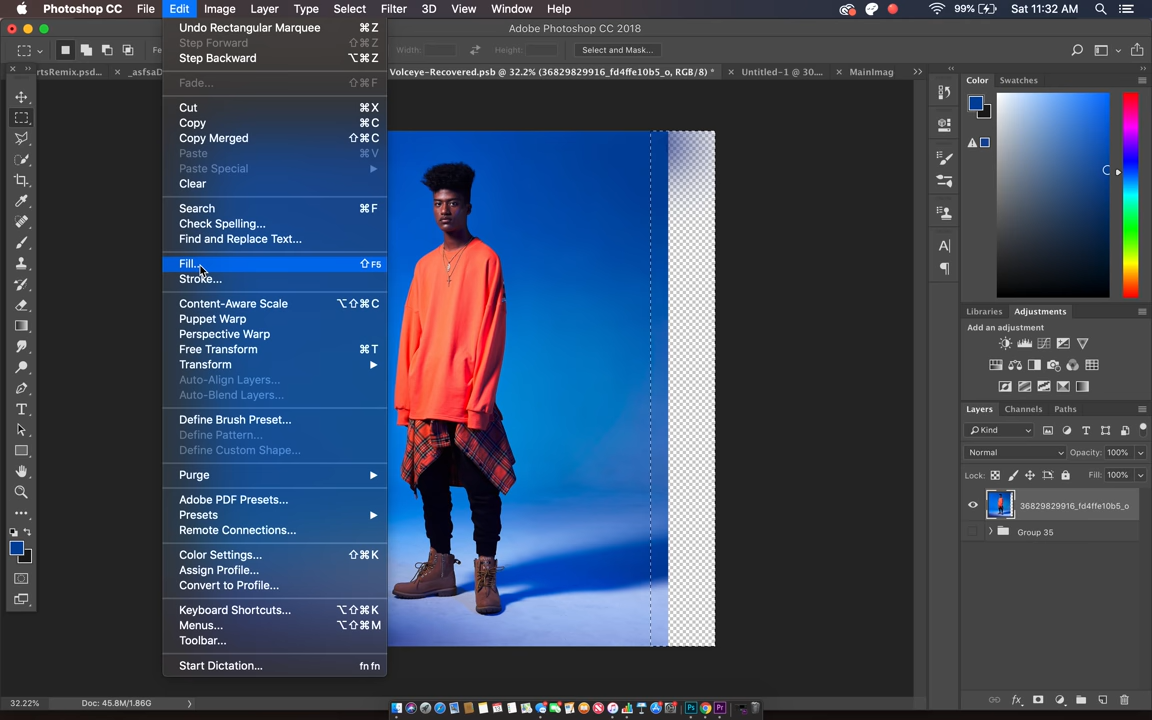 Photoshop CC File Edit Image Layer Type Select Filter 3D View Window Help 99% Sat 11:32 AM
Adobe Photoshop CC 2018
Width: Height: Select and Mask...
rtsRemix.psd... × _asfsaD Volceye-Recovered.psb @ 32.2% (36829829916_fd4ffe10b5_o, RGB/8) * × Untitled-1 @ 30.... × MainImag
Undo Rectangular Marquee ⌘Z
Step Forward ⇧⌘Z
Step Backward ⌥⌘Z
Fade... ⇧⌘F
Cut ⌘X
Copy ⌘C
Copy Merged ⇧⌘C
Paste ⌘V
Paste Special
Clear
Search ⌘F
Check Spelling...
Find and Replace Text...
Fill... ⇧F5
Stroke...
Content-Aware Scale ⌥⇧⌘C
Puppet Warp
Perspective Warp
Free Transform ⌘T
Transform
Auto-Align Layers...
Auto-Blend Layers...
Define Brush Preset...
Define Pattern...
Define Custom Shape...
Purge
Adobe PDF Presets...
Presets
Remote Connections...
Color Settings... ⇧⌘K
Assign Profile...
Convert to Profile...
Keyboard Shortcuts... ⌥⇧⌘K
Menus... ⌥⇧⌘M
Toolbar...
Start Dictation... fn fn
Color Swatches
Libraries Adjustments
Add an adjustment
Layers Channels Paths
Kind
Normal Opacity: 100%
Lock: Fill: 100%
36829829916_fd4ffe10b5_o
Group 35
32.22% Doc: 45.8M/1.86G